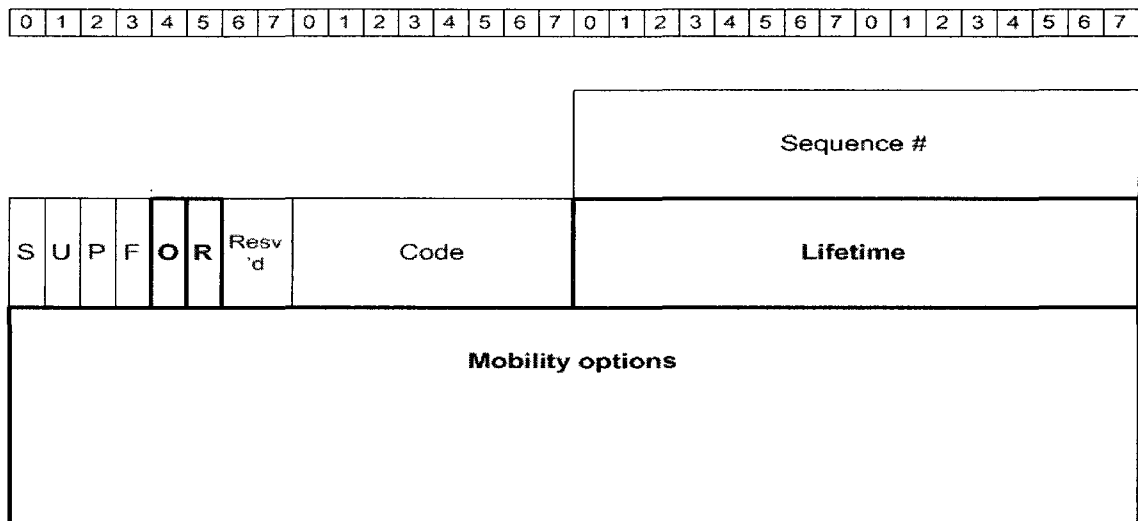 0 1 2 3 4 5 6 7 0 1 2 3 4 5 6 7 0 1 2 3 4 5 6 7 0 1 2 3 4 5 6 7
Sequence #
S U P F O R Resv'd Code Lifetime
Mobility options